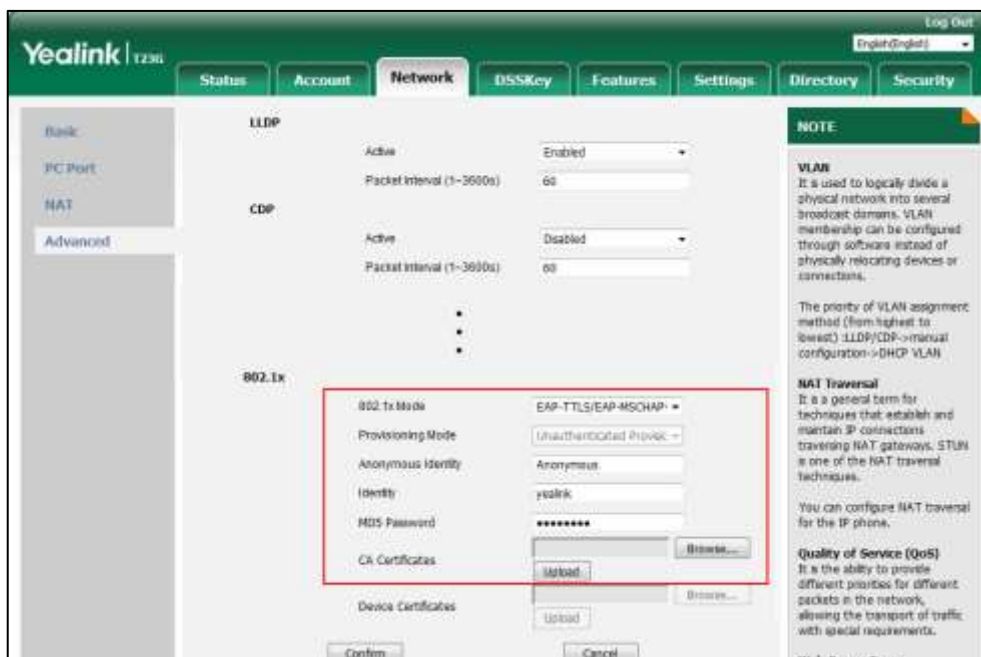 Log Out
Yealink T23G
English(English)
Status
Account
Network
DSSKey
Features
Settings
Directory
Security
Basic
PC Port
NAT
Advanced
LLDP
Active
Enabled
Packet Interval (1~3600s)
60
CDP
Active
Disabled
Packet Interval (1~3600s)
60
802.1x
802.1x Mode
EAP-TTLS/EAP-MSCHAP-
Provisioning Mode
Unauthenticated Provisic
Anonymous Identity
Anonymous
Identity
yealink
MD5 Password
••••••••
CA Certificates
Browse...
Upload
Device Certificates
Browse...
Upload
Confirm
Cancel
NOTE
VLAN
It is used to logically divide a
physical network into several
broadcast domains. VLAN
membership can be configured
through software instead of
physically relocating devices or
connections.
The priority of VLAN assignment
method (from highest to
lowest) :LLDP/CDP->manual
configuration->DHCP VLAN
NAT Traversal
It is a general term for
techniques that establish and
maintain IP connections
traversing NAT gateways. STUN
is one of the NAT traversal
techniques.
You can configure NAT traversal
for the IP phone.
Quality of Service (QoS)
It is the ability to provide
different priorities for different
packets in the network,
allowing the transport of traffic
with special requirements.